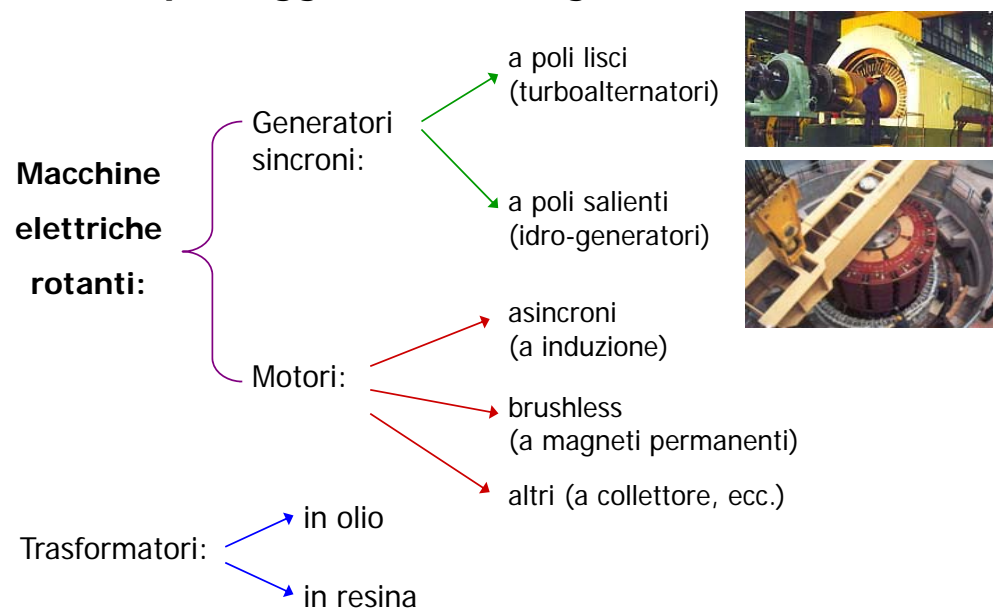 Macchine
elettriche
rotanti:
Generatori
sincroni:
a poli lisci
(turboalternatori)
a poli salienti
(idro-generatori)
Motori:
asincroni
(a induzione)
brushless
(a magneti permanenti)
altri (a collettore, ecc.)
Trasformatori:
in olio
in resina